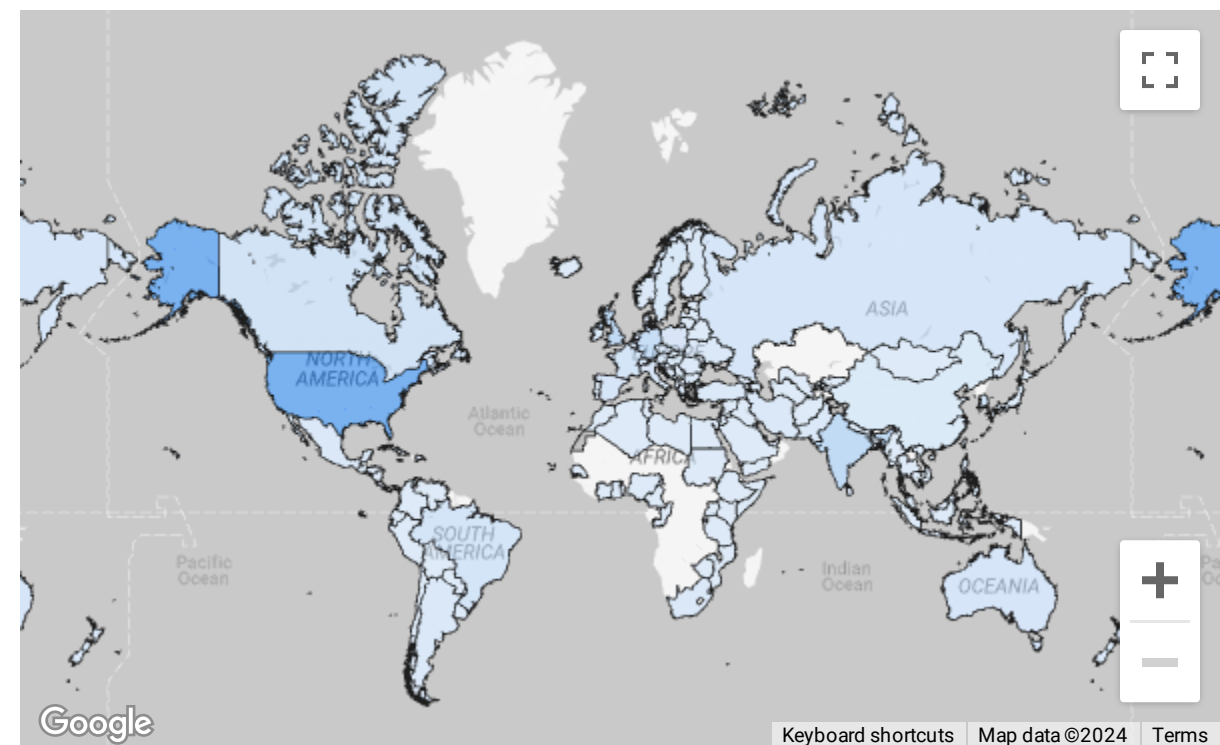 ASIA
NORTH
AMERICA
Atlantic
Ocean
AFRICA
SOUTH
AMERICA
Pacific
Ocean
Indian
Ocean
OCEANIA
Google
Keyboard shortcuts
Map data ©2024
Terms